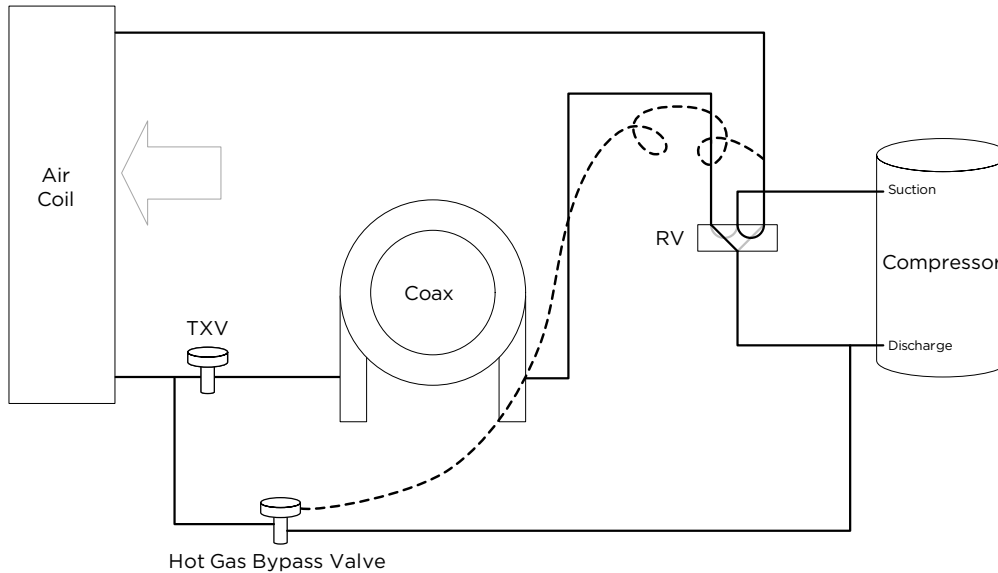 Air
Coil
Coax
TXV
RV
Suction
Compressor
Discharge
Hot Gas Bypass Valve